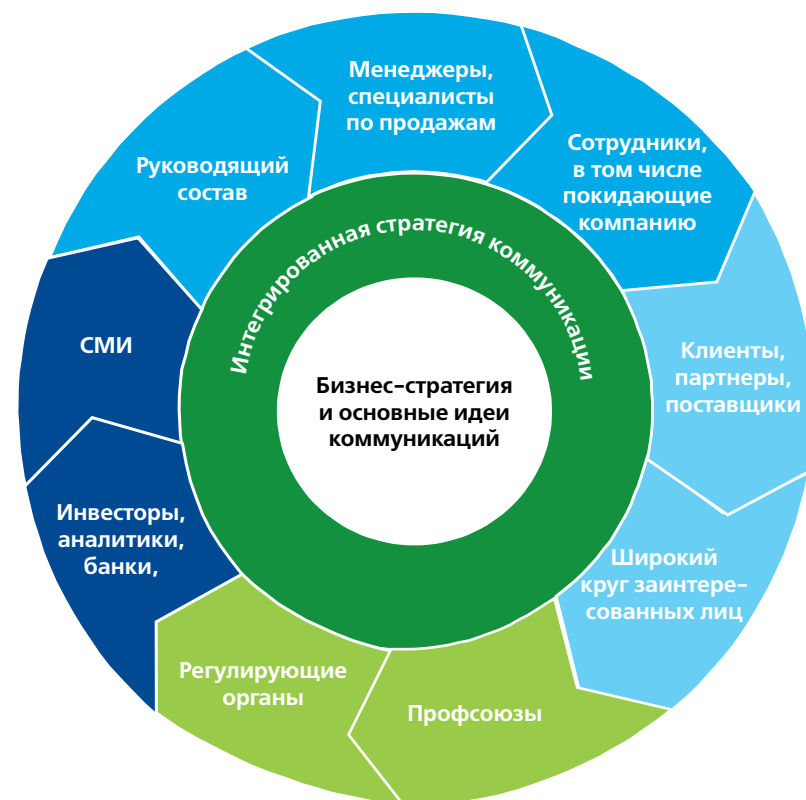 Менеджеры,
специалисты
по продажам
Сотрудники,
в том числе
покидающие
компанию
Руководящий
состав
Интегрированная стратегия коммуникации
СМИ
Клиенты,
партнеры,
поставщики
Бизнес–стратегия
и основные идеи
коммуникаций
Инвесторы,
аналитики,
банки,
Широкий
круг заинтере–
сованных лиц
Регулирующие
органы
Профсоюзы